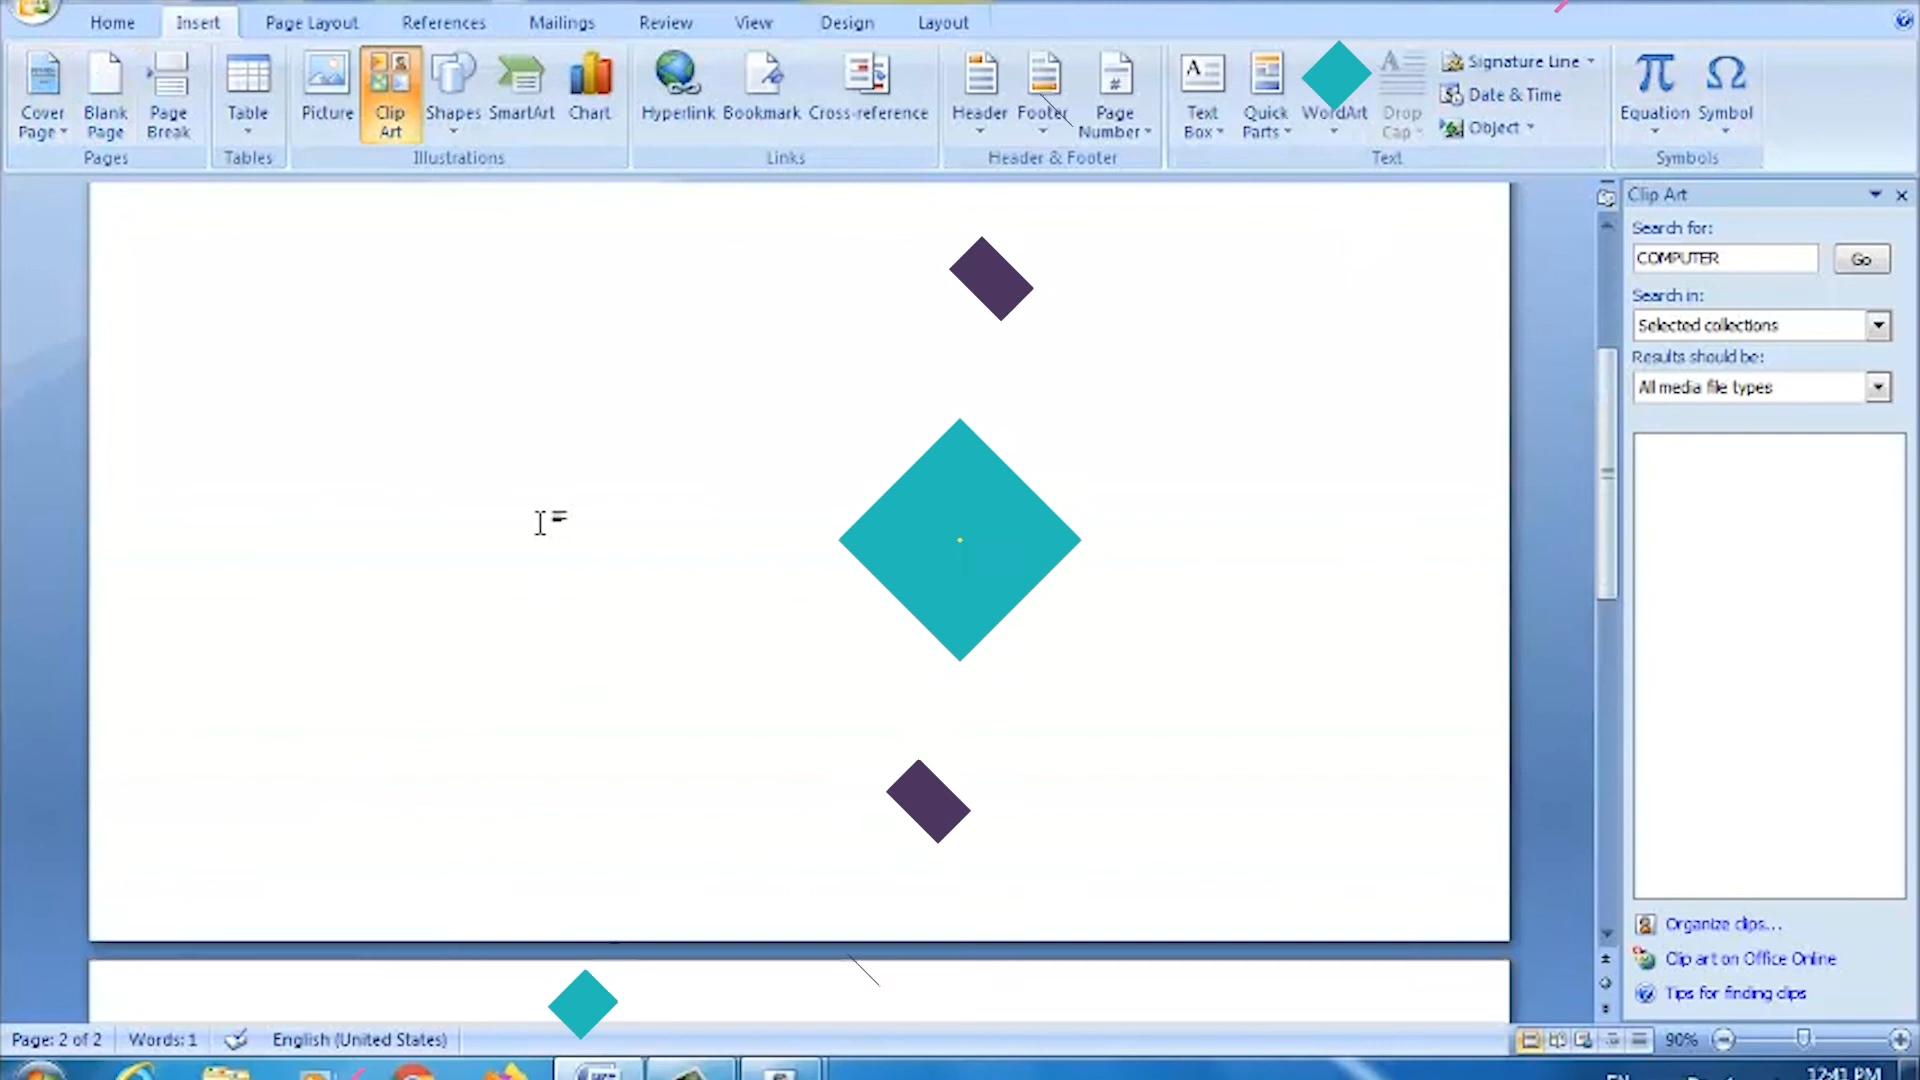 Home Insert Page Layout References Mailings Review View Design Layout
Cover Page Blank Page Page Break Table Picture Clip Art Shapes SmartArt Chart Hyperlink Bookmark Cross-reference Header Footer Page Number Text Box Quick Parts WordArt Drop Cap Signature Line Date & Time Object Equation Symbol
Pages Tables Illustrations Links Header & Footer Text Symbols
Clip Art
Search for:
COMPUTER Go
Search in:
Selected collections
Results should be:
All media file types
Organize clips...
Clip art on Office Online
Tips for finding clips
Page: 2 of 2 Words: 1 English (United States) 90%
12:41 PM